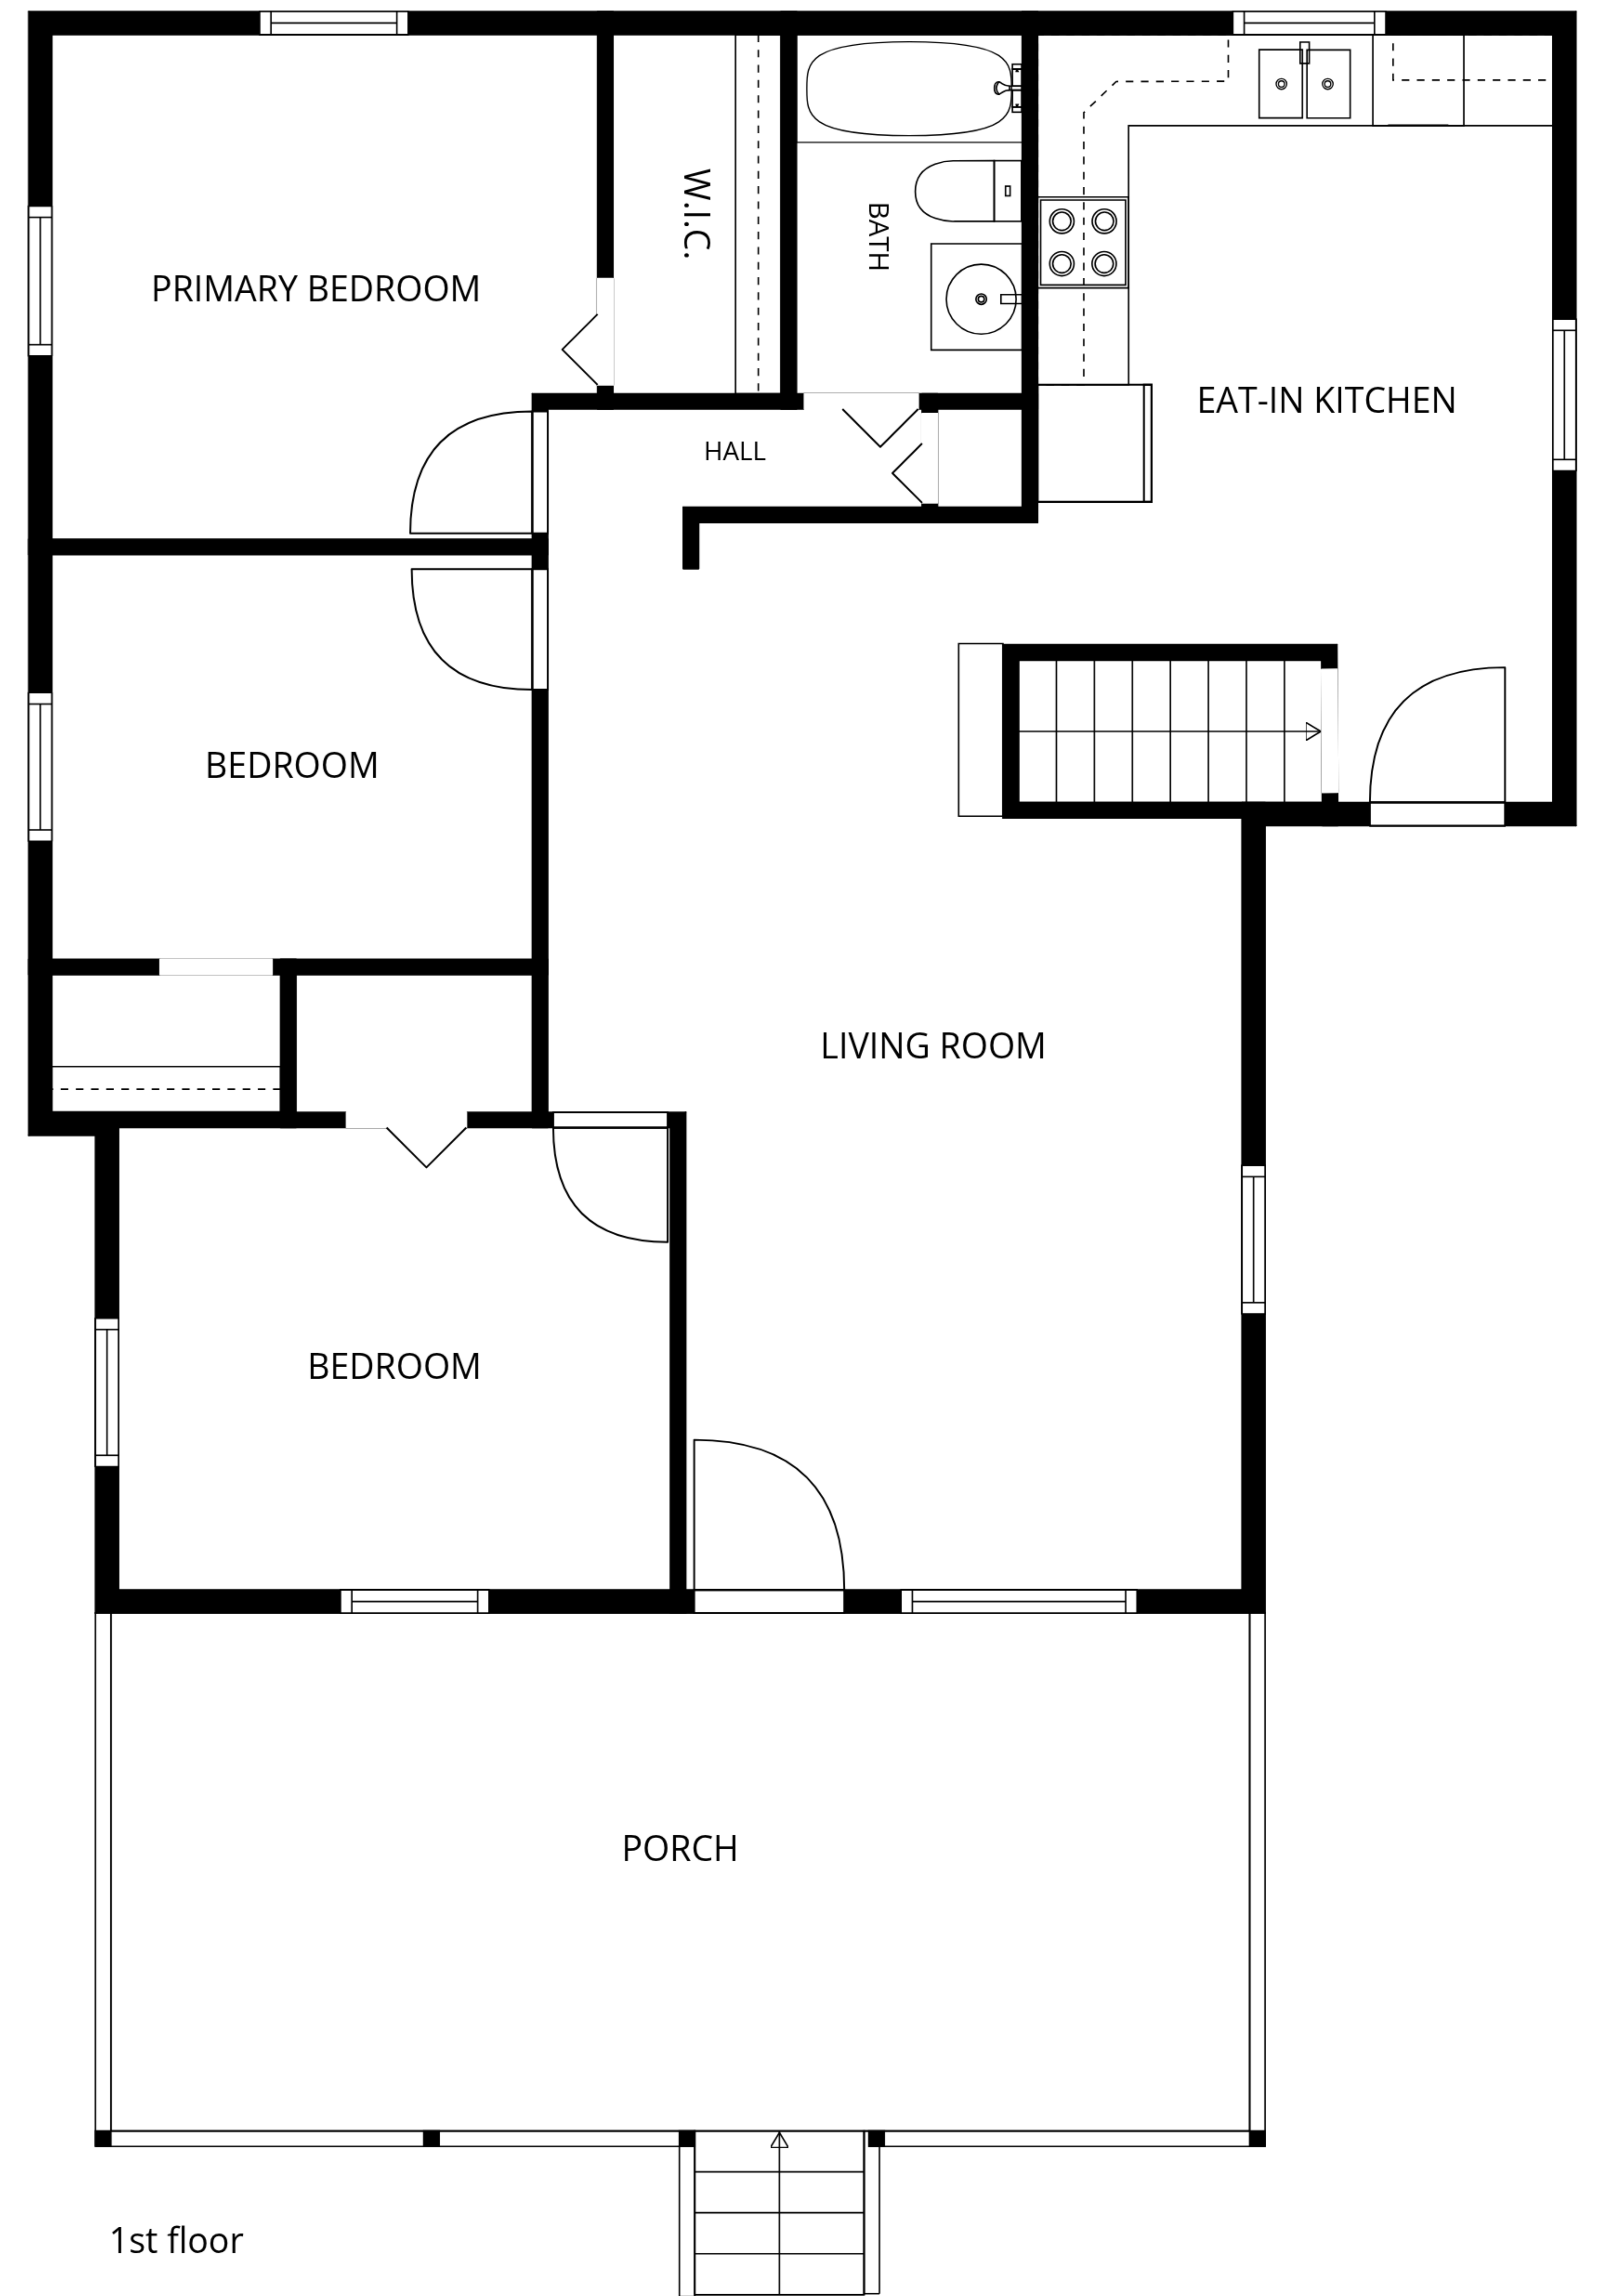 W.I.C.
BATH
PRIMARY BEDROOM
EAT-IN KITCHEN
HALL
BEDROOM
LIVING ROOM
BEDROOM
PORCH
1st floor